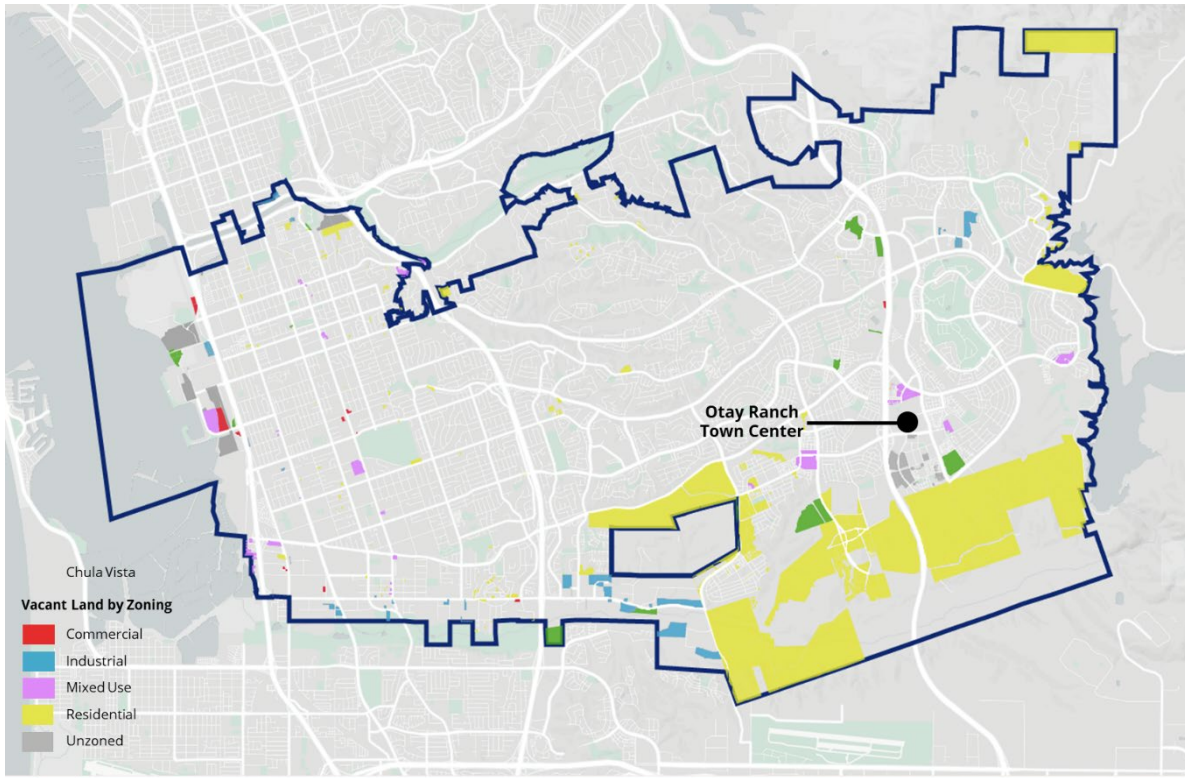 Otay Ranch
Town Center
Chula Vista
Vacant Land by Zoning
Commercial
Industrial
Mixed Use
Residential
Unzoned